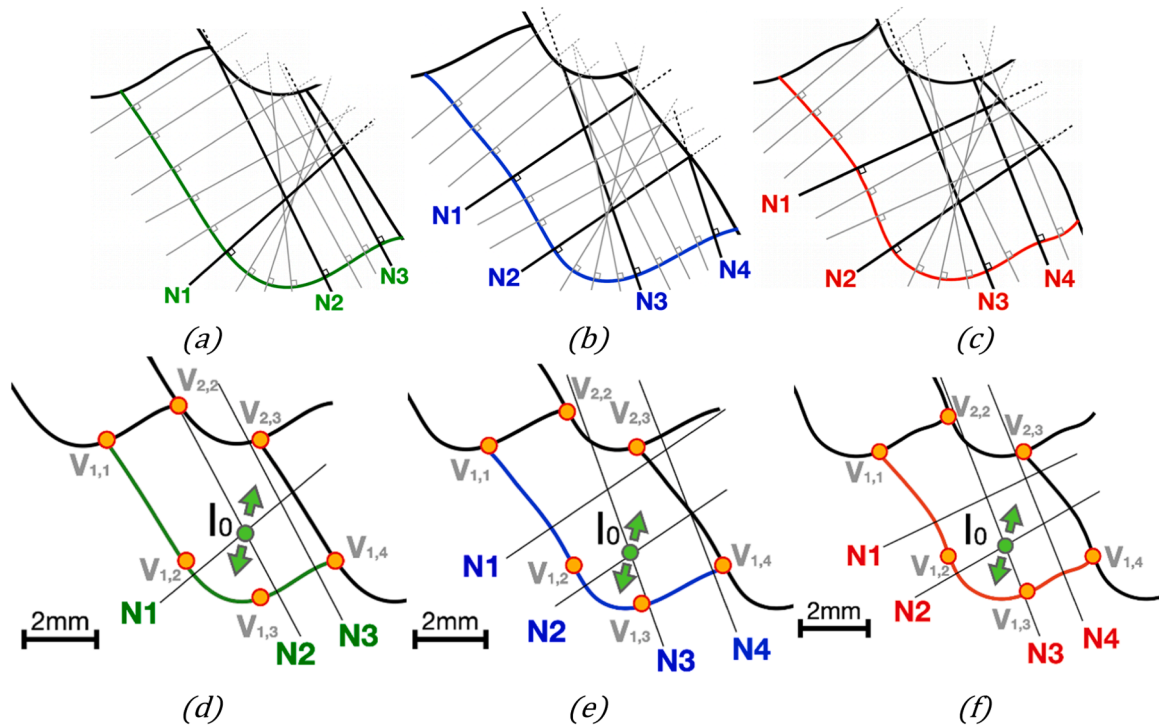 N1
N2
N3
N1
N2
N3
N4
N1
N2
N3
N4
(a)
(b)
(c)
V2,2
V2,3
V1,1
I0
V1,2
V1,4
V1,3
N1
N2
N3
2mm
V2,2
V2,3
V1,1
I0
V1,2
V1,4
V1,3
N1
N2
N3
N4
2mm
V2,2
V2,3
V1,1
I0
V1,2
V1,4
V1,3
N1
N2
N3
N4
2mm
(d)
(e)
(f)